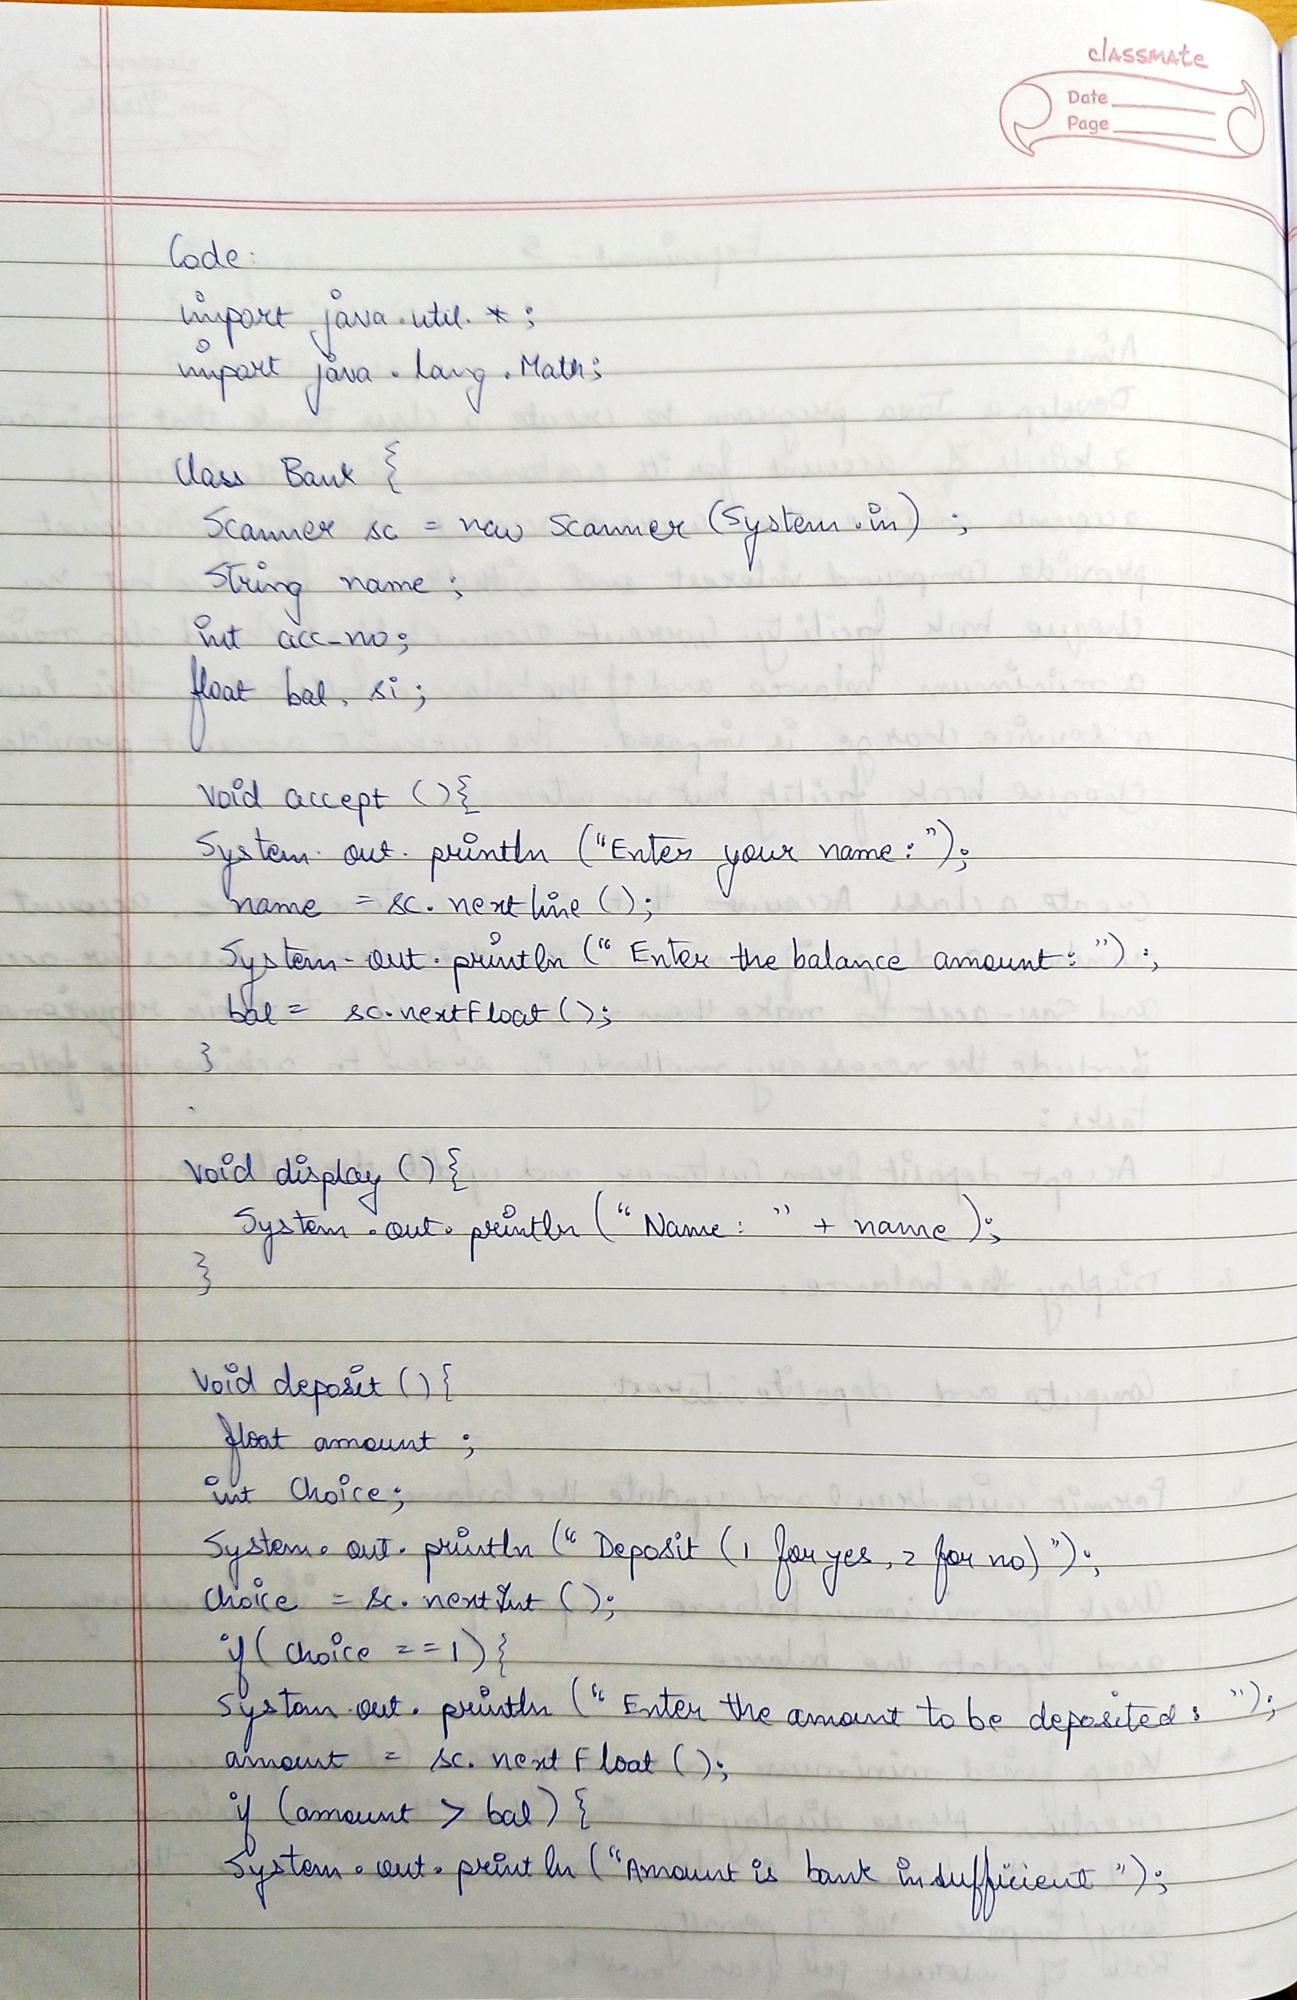 classmate
Date
Page
Code:
import java.util.*;
import java.lang.Math;
class Bank {
Scanner sc = new Scanner (System.in) ;
String name ;
int acc-no;
float bal, si ;
void accept () {
System.out.println ("Enter your name:");
name = sc.nextLine ();
System.out.println (" Enter the balance amount: ") ;
bal = sc.nextFloat ();
}
void display () {
System.out.println (" Name: " + name );
}
void deposit () {
float amount ;
int choice;
System.out.println (" Deposit (1 for yes, 2 for no) ");
choice = sc.nextInt ();
if ( choice == 1) {
System.out.println (" Enter the amount to be deposited : ");
amount = sc.nextFloat ();
if (amount > bal) {
System.out.println ("Amount is bank insufficient ");